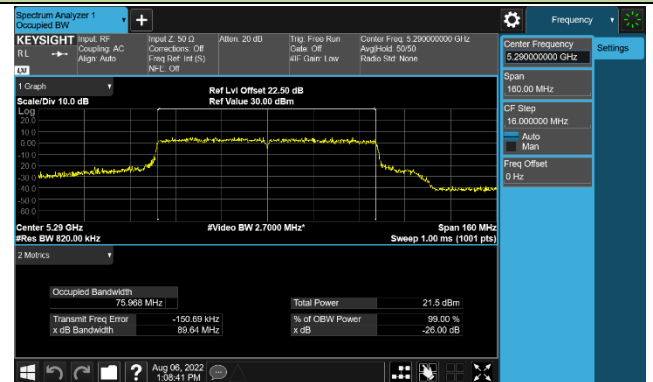 Spectrum Analyzer 1
Occupied BW
Frequency
KEYSIGHT
RL
LXI
Input: RF
Coupling: AC
Align: Auto
Input Z: 50 Ω
Corrections: Off
Freq Ref: Int (S)
NFE: Off
Atten: 20 dB
Trig: Free Run
Gate: Off
#IF Gain: Low
Center Freq: 5.290000000 GHz
Avg|Hold: 50/50
Radio Std: None
Center Frequency
5.290000000 GHz
Settings
Span
160.00 MHz
CF Step
16.000000 MHz
Auto
Man
Freq Offset
0 Hz
1 Graph
Scale/Div 10.0 dB
Ref Lvl Offset 22.50 dB
Ref Value 30.00 dBm
Log
20.0
10.0
0.00
-10.0
-20.0
-30.0
-40.0
-50.0
-60.0
Center 5.29 GHz
#Video BW 2.7000 MHz*
Span 160 MHz
#Res BW 820.00 kHz
Sweep 1.00 ms (1001 pts)
2 Metrics
Occupied Bandwidth
75.968 MHz
Total Power
21.5 dBm
Transmit Freq Error
-150.69 kHz
% of OBW Power
99.00 %
x dB Bandwidth
89.64 MHz
x dB
-26.00 dB
?
Aug 06, 2022
1:08:41 PM